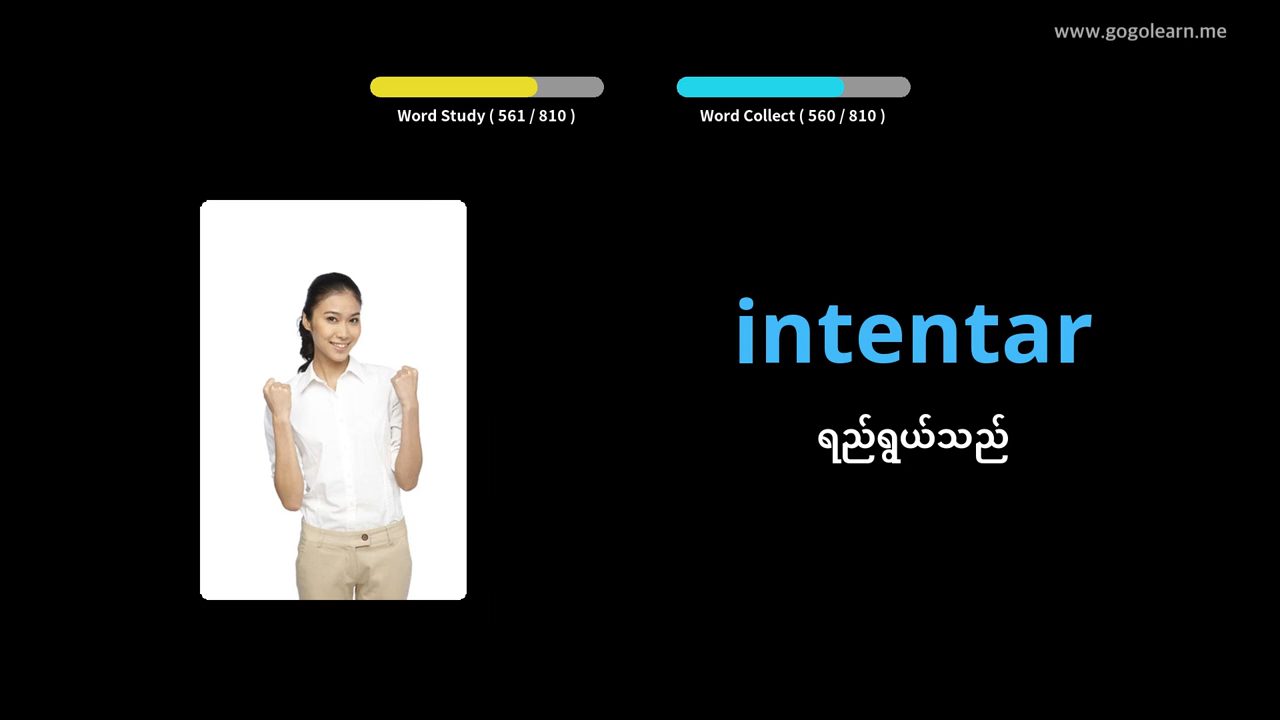 www.gogolearn.me
Word Study ( 561 / 810 )
Word Collect ( 560 / 810 )
intentar
ရည်ရွယ်သည်